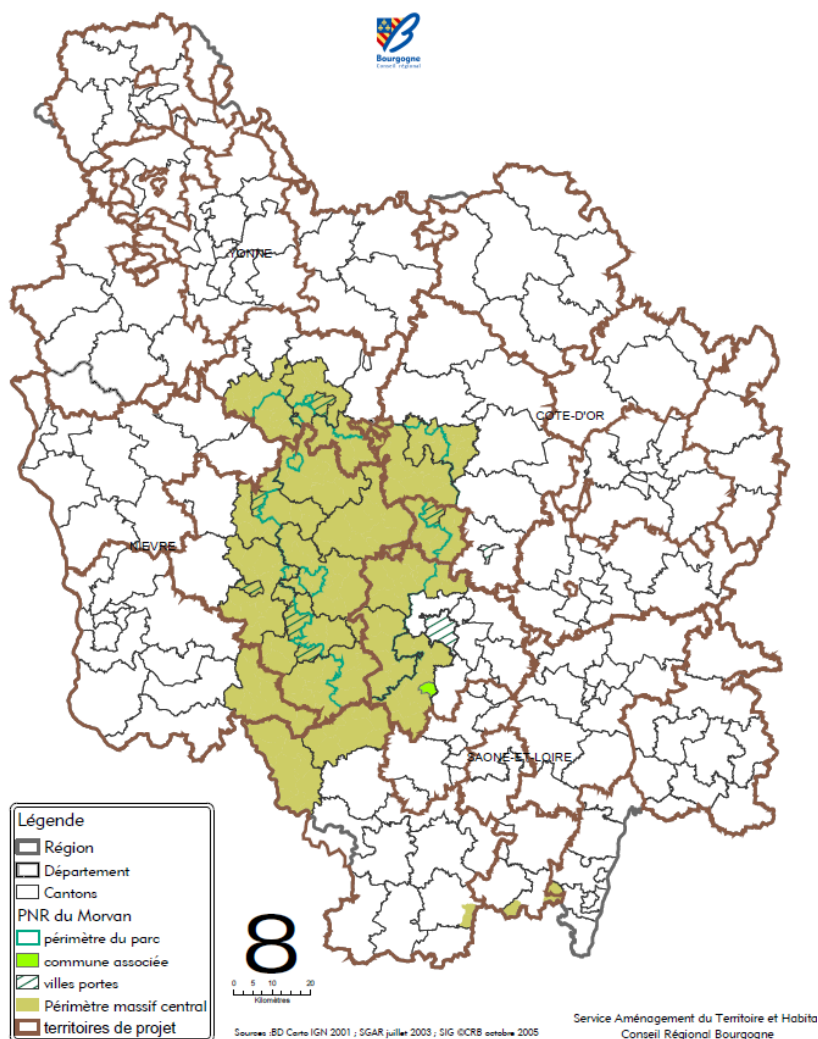 Bourgogne
Conseil régional
YONNE
COTE-D'OR
NIEVRE
SAONE-ET-LOIRE
Légende
Région
Département
Cantons
PNR du Morvan
périmètre du parc
commune associée
villes portes
Périmètre massif central
territoires de projet
8
0 5 10 20
Kilomètres
Sources :BD Carto IGN 2001 ; SGAR juillet 2003 ; SIG ©CRB octobre 2005
Service Aménagement du Territoire et Habita
Conseil Régional Bourgogne